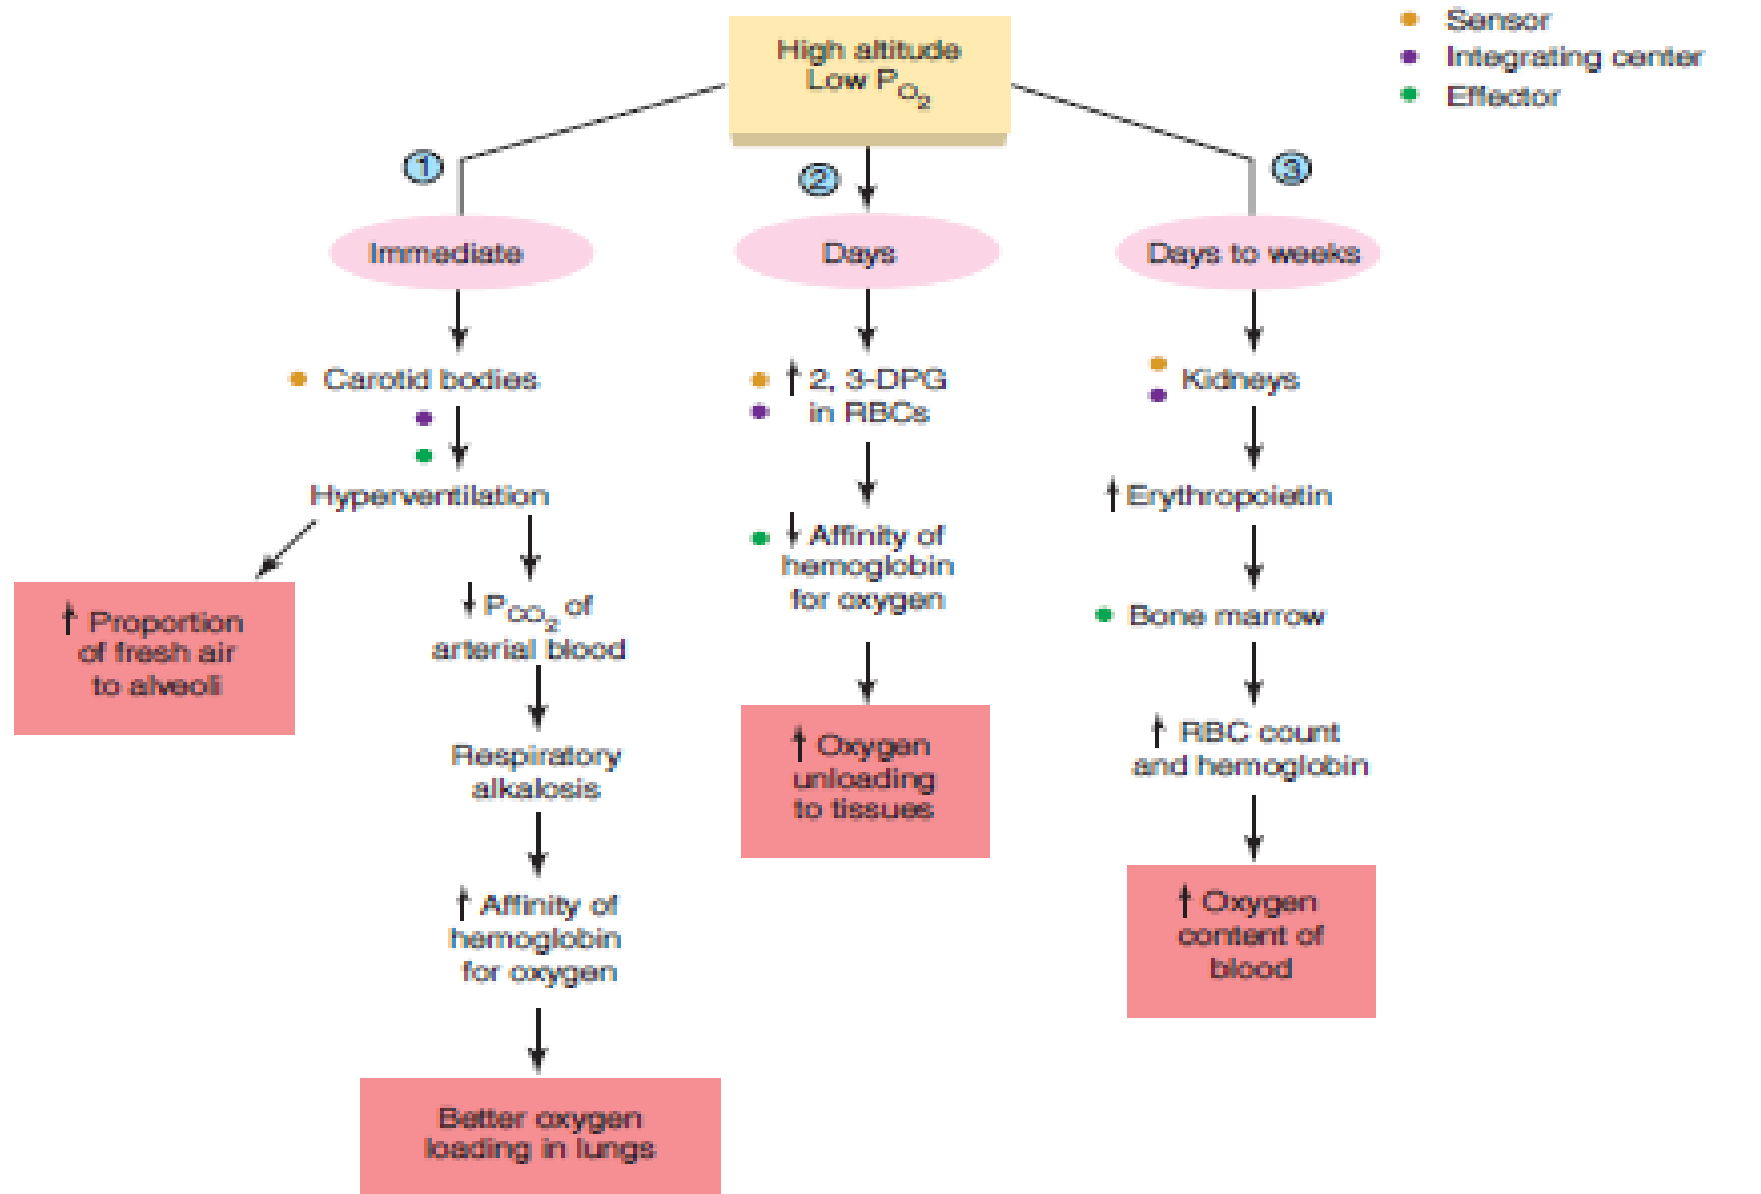 High altitude
Low PO2
Sensor
Integrating center
Effector
1
Immediate
Carotid bodies
Hyperventilation
↑ Proportion
of fresh air
to alveoli
↓ PCO2 of
arterial blood
Respiratory
alkalosis
↑ Affinity of
hemoglobin
for oxygen
Better oxygen
loading in lungs
2
Days
↑ 2, 3-DPG
in RBCs
↓ Affinity of
hemoglobin
for oxygen
↑ Oxygen
unloading
to tissues
3
Days to weeks
Kidneys
↑ Erythropoietin
Bone marrow
↑ RBC count
and hemoglobin
↑ Oxygen
content of
blood